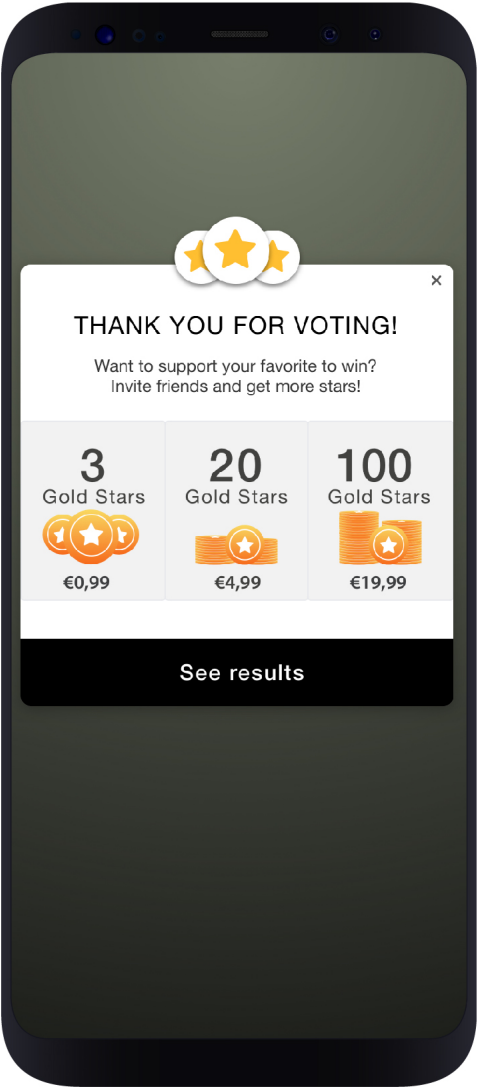 ×
THANK YOU FOR VOTING!
Want to support your favorite to win?
Invite friends and get more stars!
3
Gold Stars
€0,99
20
Gold Stars
€4,99
100
Gold Stars
€19,99
See results